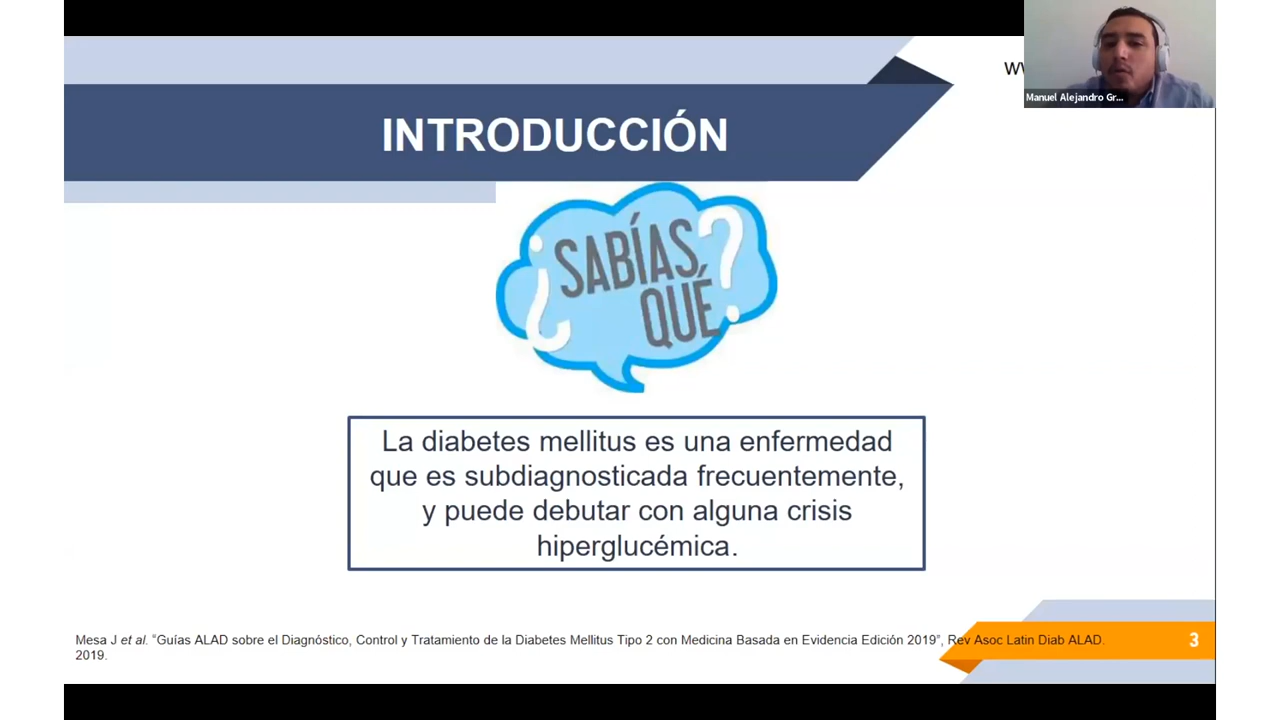 INTRODUCCIÓN
Manuel Alejandro Gr...
¿SABÍAS
QUÉ?
La diabetes mellitus es una enfermedad
que es subdiagnosticada frecuentemente,
y puede debutar con alguna crisis
hiperglucémica.
Mesa J et al. “Guías ALAD sobre el Diagnóstico, Control y Tratamiento de la Diabetes Mellitus Tipo 2 con Medicina Basada en Evidencia Edición 2019”, Rev Asoc Latin Diab ALAD.
2019.
3